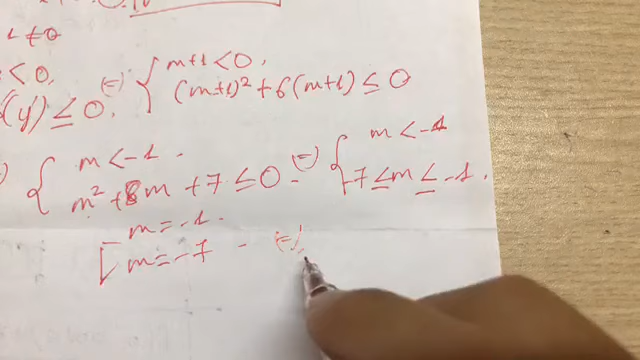 1 ≠ 0
< 0,
(y') ≤ 0, (=) { m+1 < 0,
(m+1)² + 6(m+1) ≤ 0
{ m < -1 . (=) { m < -1
m² + 8m + 7 ≤ 0 -7 ≤ m ≤ -1.
[ m = -1 .
m = -7 - (=)